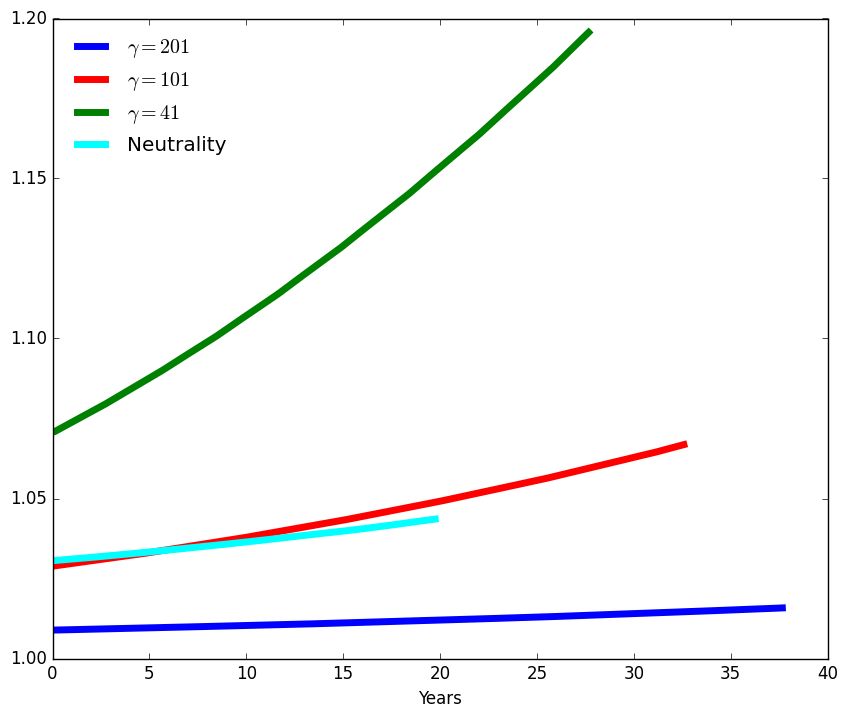 1.20
1.15
1.10
1.05
1.00
γ = 201
γ = 101
γ = 41
Neutrality
0 5 10 15 20 25 30 35 40
Years